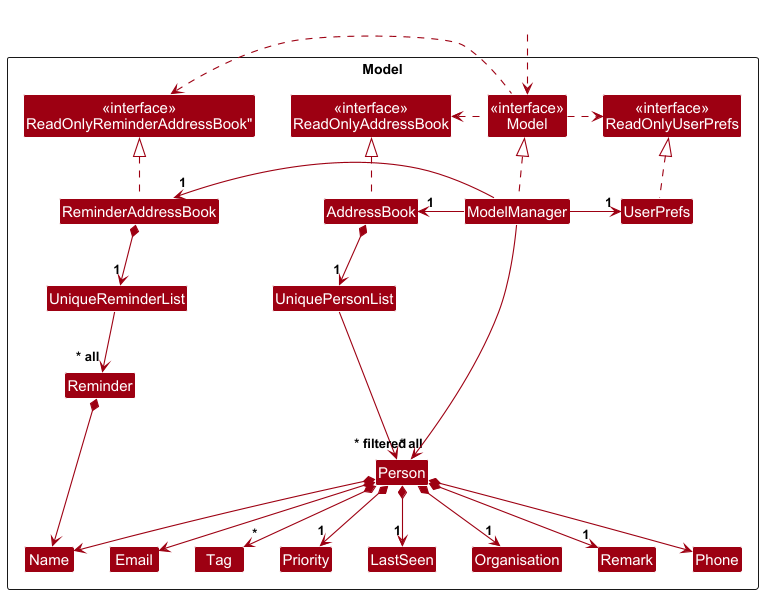 Model
«interface»
ReadOnlyReminderAddressBook"
«interface»
ReadOnlyAddressBook
«interface»
Model
«interface»
ReadOnlyUserPrefs
1
ReminderAddressBook
AddressBook
1
ModelManager
1
UserPrefs
1
1
UniqueReminderList
UniquePersonList
* all
Reminder
* filtered
* all
Person
*
1
1
1
1
Name
Email
Tag
Priority
LastSeen
Organisation
Remark
Phone